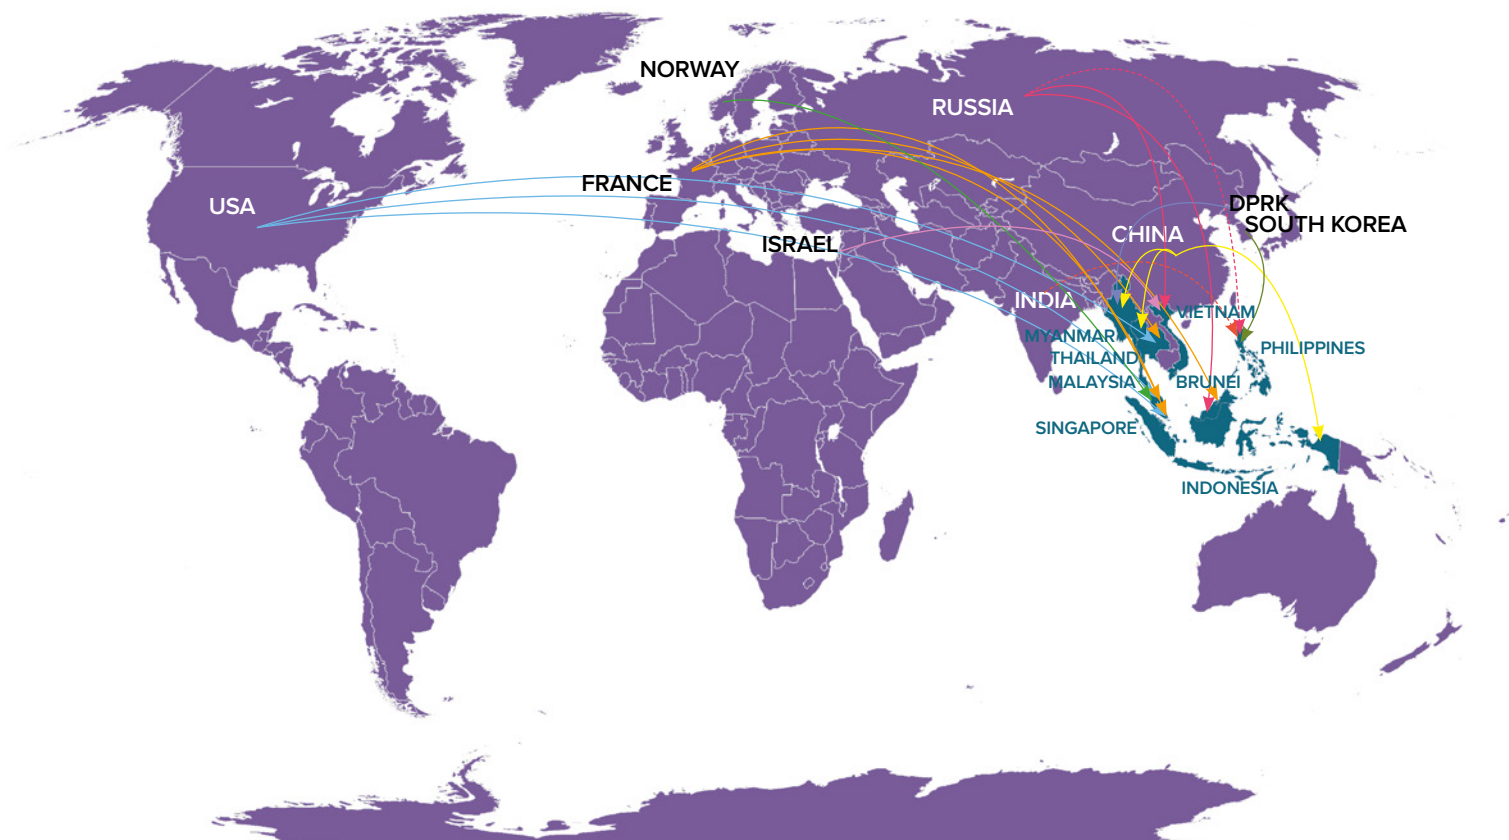 NORWAY
RUSSIA
FRANCE
USA
DPRK
SOUTH KOREA
CHINA
ISRAEL
INDIA
VIETNAM
MYANMAR
PHILIPPINES
THAILAND
MALAYSIA
BRUNEI
SINGAPORE
INDONESIA